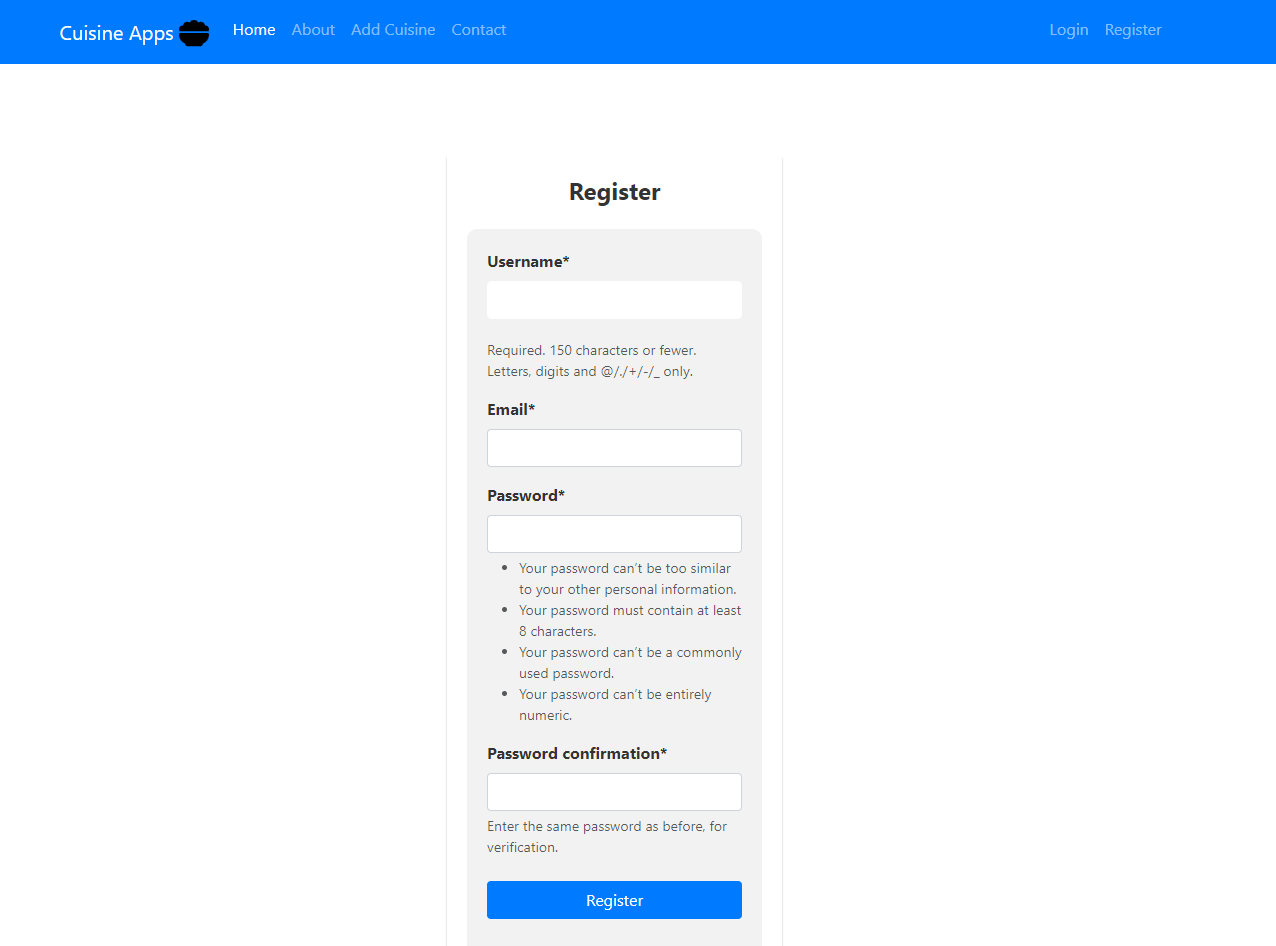 Cuisine Apps Home About Add Cuisine Contact Login Register
Register
Username*
Required. 150 characters or fewer.
Letters, digits and @/./+/-/_ only.
Email*
Password*
Your password can’t be too similar
to your other personal information.
Your password must contain at least
8 characters.
Your password can’t be a commonly
used password.
Your password can’t be entirely
numeric.
Password confirmation*
Enter the same password as before, for
verification.
Register